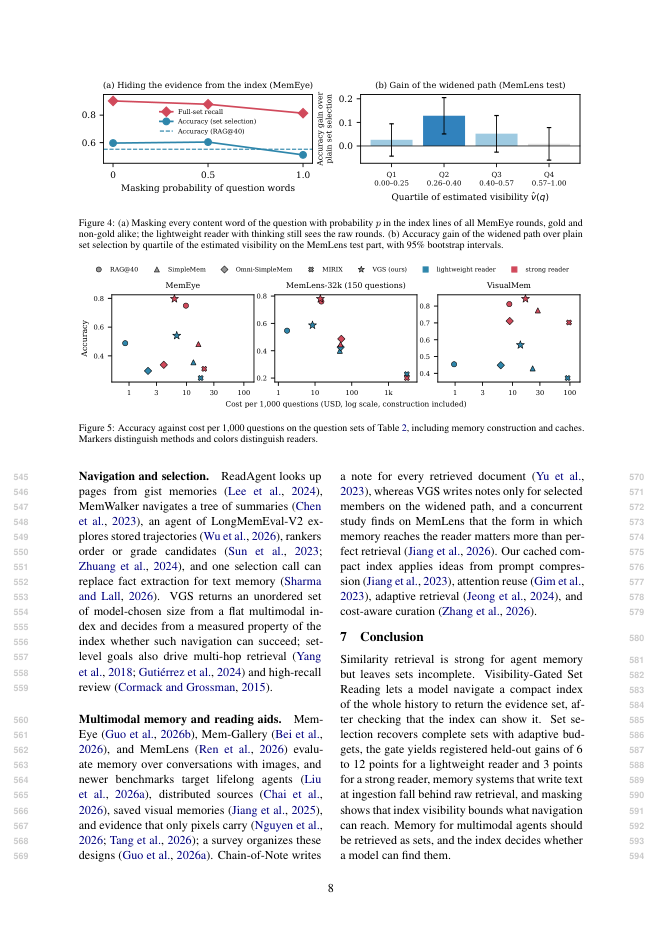 (a) Hiding the evidence from the index (MemEye)
0.8
0.6
Full-set recall
Accuracy (set selection)
Accuracy (RAG@40)
0
0.5
1.0
Masking probability of question words
(b) Gain of the widened path (MemLens test)
Accuracy gain over
plain set selection
0.2
0.1
0.0
Q1
0.00–0.25
Q2
0.26–0.40
Q3
0.40–0.57
Q4
0.57–1.00
Quartile of estimated visibility v̂(q)
Figure 4: (a) Masking every content word of the question with probability p in the index lines of all MemEye rounds, gold and
non-gold alike; the lightweight reader with thinking still sees the raw rounds. (b) Accuracy gain of the widened path over plain
set selection by quartile of the estimated visibility on the MemLens test part, with 95% bootstrap intervals.
RAG@40 SimpleMem Omni-SimpleMem MIRIX VGS (ours) lightweight reader strong reader
MemEye
Accuracy
0.8
0.6
0.4
1 3 10 30 100
MemLens-32k (150 questions)
0.8
0.6
0.4
0.2
1 10 100 1k
VisualMem
0.8
0.7
0.6
0.5
0.4
1 3 10 30 100
Cost per 1,000 questions (USD, log scale, construction included)
Figure 5: Accuracy against cost per 1,000 questions on the question sets of Table 2, including memory construction and caches.
Markers distinguish methods and colors distinguish readers.
545 Navigation and selection. ReadAgent looks up
546 pages from gist memories (Lee et al., 2024),
547 MemWalker navigates a tree of summaries (Chen
548 et al., 2023), an agent of LongMemEval-V2 ex-
549 plores stored trajectories (Wu et al., 2026), rankers
550 order or grade candidates (Sun et al., 2023;
551 Zhuang et al., 2024), and one selection call can
552 replace fact extraction for text memory (Sharma
553 and Lall, 2026). VGS returns an unordered set
554 of model-chosen size from a flat multimodal in-
555 dex and decides from a measured property of the
556 index whether such navigation can succeed; set-
557 level goals also drive multi-hop retrieval (Yang
558 et al., 2018; Gutiérrez et al., 2024) and high-recall
559 review (Cormack and Grossman, 2015).
560 Multimodal memory and reading aids. Mem-
561 Eye (Guo et al., 2026b), Mem-Gallery (Bei et al.,
562 2026), and MemLens (Ren et al., 2026) evalu-
563 ate memory over conversations with images, and
564 newer benchmarks target lifelong agents (Liu
565 et al., 2026a), distributed sources (Chai et al.,
566 2026), saved visual memories (Jiang et al., 2025),
567 and evidence that only pixels carry (Nguyen et al.,
568 2026; Tang et al., 2026); a survey organizes these
569 designs (Guo et al., 2026a). Chain-of-Note writes
a note for every retrieved document (Yu et al., 570
2023), whereas VGS writes notes only for selected 571
members on the widened path, and a concurrent 572
study finds on MemLens that the form in which 573
memory reaches the reader matters more than per- 574
fect retrieval (Jiang et al., 2026). Our cached com- 575
pact index applies ideas from prompt compres- 576
sion (Jiang et al., 2023), attention reuse (Gim et al., 577
2023), adaptive retrieval (Jeong et al., 2024), and 578
cost-aware curation (Zhang et al., 2026). 579
7 Conclusion 580
Similarity retrieval is strong for agent memory 581
but leaves sets incomplete. Visibility-Gated Set 582
Reading lets a model navigate a compact index 583
of the whole history to return the evidence set, af- 584
ter checking that the index can show it. Set se- 585
lection recovers complete sets with adaptive bud- 586
gets, the gate yields registered held-out gains of 6 587
to 12 points for a lightweight reader and 3 points 588
for a strong reader, memory systems that write text 589
at ingestion fall behind raw retrieval, and masking 590
shows that index visibility bounds what navigation 591
can reach. Memory for multimodal agents should 592
be retrieved as sets, and the index decides whether 593
a model can find them. 594
8